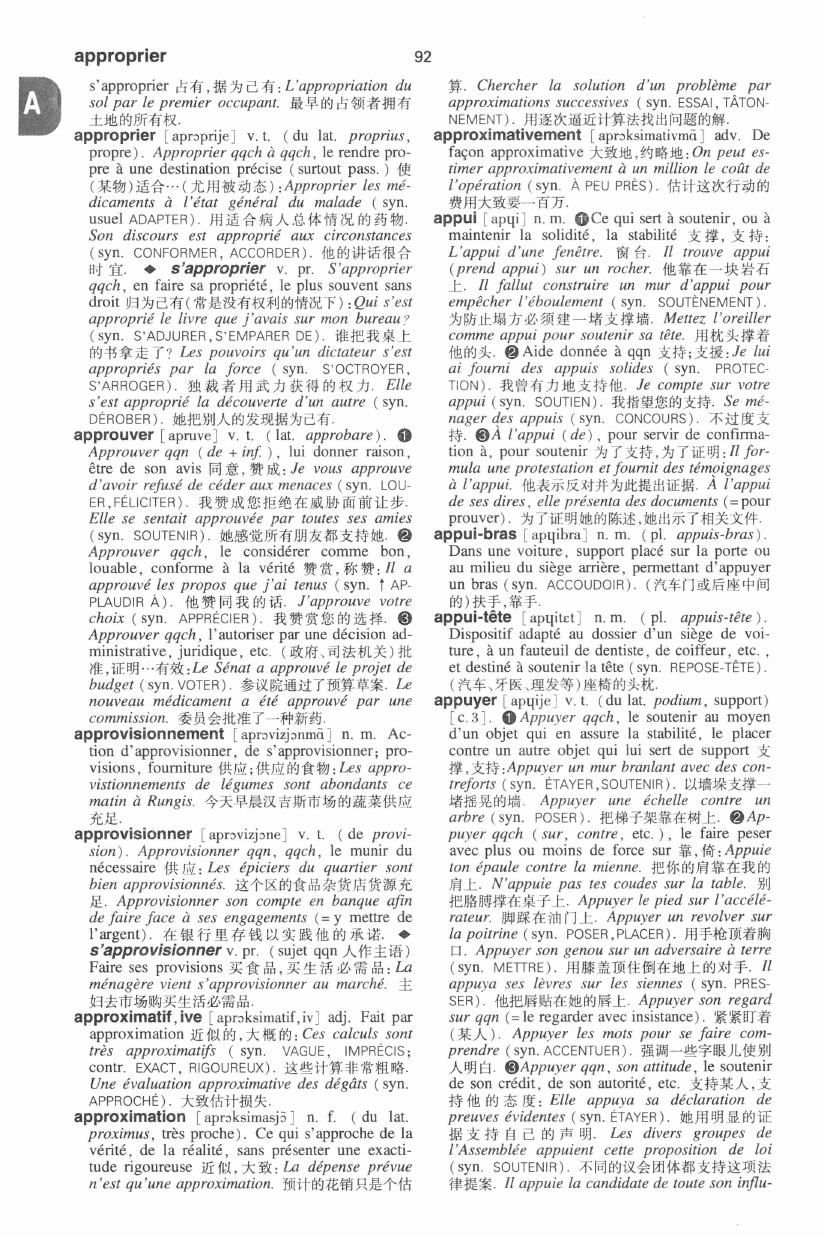 approprier
92
A
s'approprier 占有,据为己有:L'appropriation du
sol par le premier occupant. 最早的占领者拥有
土地的所有权.
approprier [aprɔprije] v. t. ( du lat. proprius,
propre). Approprier qqch à qqch, le rendre pro-
pre à une destination précise ( surtout pass. ) 使
(某物)适合…( 尤用被动态):Approprier les mé-
dicaments à l'état général du malade ( syn.
usuel ADAPTER). 用适合病人总体情况的药物.
Son discours est approprié aux circonstances
( syn. CONFORMER, ACCORDER). 他的讲话很合
时宜. ◆ s'approprier v. pr. S'approprier
qqch, en faire sa propriété, le plus souvent sans
droit 归为己有(常是没有权利的情况下):Qui s'est
approprié le livre que j'avais sur mon bureau?
( syn. S'ADJURER,S'EMPARER DE). 谁把我桌上
的书拿走了? Les pouvoirs qu'un dictateur s'est
appropriés par la force ( syn. S'OCTROYER,
S'ARROGER). 独裁者用武力获得的权力. Elle
s'est approprié la découverte d'un autre ( syn.
DÉROBER). 她把别人的发现据为己有.
approuver [apruve] v. t. ( lat. approbare). ❶
Approuver qqn ( de + inf. ), lui donner raison,
être de son avis 同意,赞成:Je vous approuve
d'avoir refusé de céder aux menaces (syn. LOU-
ER,FÉLICITER). 我赞成您拒绝在威胁面前让步.
Elle se sentait approuvée par toutes ses amies
(syn. SOUTENIR). 她感觉所有朋友都支持她. ❷
Approuver qqch, le considérer comme bon,
louable, conforme à la vérité 赞赏,称赞:Il a
approuvé les propos que j'ai tenus ( syn. ↑ AP-
PLAUDIR À). 他赞同我的话. J'approuve votre
choix ( syn. APPRÉCIER). 我赞赏您的选择. ❸
Approuver qqch, l'autoriser par une décision ad-
ministrative, juridique, etc. (政府、司法机关)批
准,证明…有效:Le Sénat a approuvé le projet de
budget (syn. VOTER). 参议院通过了预算草案. Le
nouveau médicament a été approuvé par une
commission. 委员会批准了一种新药.
approvisionnement [aprɔvizjɔnmɑ̃] n. m. Ac-
tion d'approvisionner, de s'approvisionner; pro-
visions, fourniture 供应;供应的食物:Les appro-
vistionnements de légumes sont abondants ce
matin à Rungis. 今天早晨汉吉斯市场的蔬菜供应
充足.
approvisionner [aprɔvizjɔne] v. t. ( de provi-
sion). Approvisionner qqn, qqch, le munir du
nécessaire 供应: Les épiciers du quartier sont
bien approvisionnés. 这个区的食品杂货店货源充
足. Approvisionner son compte en banque afin
de faire face à ses engagements (= y mettre de
l'argent). 在银行里存钱以实践他的承诺. ◆
s'approvisionner v. pr. ( sujet qqn 人作主语)
Faire ses provisions 买食品,买生活必需品:La
ménagère vient s'approvisionner au marché. 主
妇去市场购买生活必需品.
approximatif,ive [aprɔksimatif,iv] adj. Fait par
approximation 近似的,大概的:Ces calculs sont
très approximatifs ( syn. VAGUE, IMPRÉCIS;
contr. EXACT, RIGOUREUX). 这些计算非常粗略.
Une évaluation approximative des dégâts (syn.
APPROCHÉ). 大致估计损失.
approximation [aprɔksimasjɔ̃] n. f. ( du lat.
proximus, très proche). Ce qui s'approche de la
vérité, de la réalité, sans présenter une exacti-
tude rigoureuse 近似,大致:La dépense prévue
n'est qu'une approximation. 预计的花销只是个估
算. Chercher la solution d'un problème par
approximations successives ( syn. ESSAI, TÂTON-
NEMENT). 用逐次逼近计算法找出问题的解.
approximativement [aprɔksimativmɑ̃] adv. De
façon approximative 大致地,约略地:On peut es-
timer approximativement à un million le coût de
l'opération (syn. À PEU PRÈS). 估计这次行动的
费用大致要一百万.
appui [apɥi] n. m. ❶Ce qui sert à soutenir, ou à
maintenir la solidité, la stabilité 支撑,支持:
L'appui d'une fenêtre. 窗台. Il trouve appui
(prend appui) sur un rocher. 他靠在一块岩石
上. Il fallut construire un mur d'appui pour
empêcher l'éboulement ( syn. SOUTÈNEMENT).
为防止塌方必须建一堵支撑墙. Mettez l'oreiller
comme appui pour soutenir sa tête. 用枕头撑着
他的头. ❷ Aide donnée à qqn 支持;支援:Je lui
ai fourni des appuis solides ( syn. PROTEC-
TION). 我曾有力地支持他. Je compte sur votre
appui (syn. SOUTIEN). 我指望您的支持. Se mé-
nager des appuis ( syn. CONCOURS). 不过度支
持. ❸À l'appui (de), pour servir de confirma-
tion à, pour soutenir 为了支持,为了证明:Il for-
mula une protestation et fournit des témoignages
à l'appui. 他表示反对并为此提出证据. À l'appui
de ses dires, elle présenta des documents (= pour
prouver). 为了证明她的陈述,她出示了相关文件.
appui-bras [apɥibra] n. m. ( pl. appuis-bras).
Dans une voiture, support placé sur la porte ou
au milieu du siège arrière, permettant d'appuyer
un bras (syn. ACCOUDOIR). (汽车门或后座中间
的)扶手,靠手.
appui-tête [apɥitɛt] n. m. ( pl. appuis-tête).
Dispositif adapté au dossier d'un siège de voi-
ture, à un fauteuil de dentiste, de coiffeur, etc.,
et destiné à soutenir la tête (syn. REPOSE-TÊTE).
(汽车、牙医、理发等)座椅的头枕.
appuyer [apɥije] v. t. (du lat. podium, support)
[c. 3]. ❶ Appuyer qqch, le soutenir au moyen
d'un objet qui en assure la stabilité, le placer
contre un autre objet qui lui sert de support 支
撑,支持:Appuyer un mur branlant avec des con-
treforts (syn. ÉTAYER,SOUTENIR). 以墙垛支撑一
堵摇晃的墙. Appuyer une échelle contre un
arbre (syn. POSER). 把梯子架靠在树上. ❷Ap-
puyer qqch ( sur, contre, etc. ), le faire peser
avec plus ou moins de force sur 靠,倚:Appuie
ton épaule contre la mienne. 把你的肩靠在我的
肩上. N'appuie pas tes coudes sur la table. 别
把胳膊撑在桌子上. Appuyer le pied sur l'accélé-
rateur. 脚踩在油门上. Appuyer un revolver sur
la poitrine (syn. POSER,PLACER). 用手枪顶着胸
口. Appuyer son genou sur un adversaire à terre
(syn. METTRE). 用膝盖顶住倒在地上的对手. Il
appuya ses lèvres sur les siennes ( syn. PRES-
SER). 他把唇贴在她的唇上. Appuyer son regard
sur qqn (= le regarder avec insistance). 紧紧盯着
(某人). Appuyer les mots pour se faire com-
prendre (syn. ACCENTUER). 强调一些字眼儿使别
人明白. ❸Appuyer qqn, son attitude, le soutenir
de son crédit, de son autorité, etc. 支持某人,支
持他的态度: Elle appuya sa déclaration de
preuves évidentes (syn. ÉTAYER). 她用明显的证
据支持自己的声明. Les divers groupes de
l'Assemblée appuient cette proposition de loi
(syn. SOUTENIR). 不同的议会团体都支持这项法
律提案. Il appuie la candidate de toute son influ-